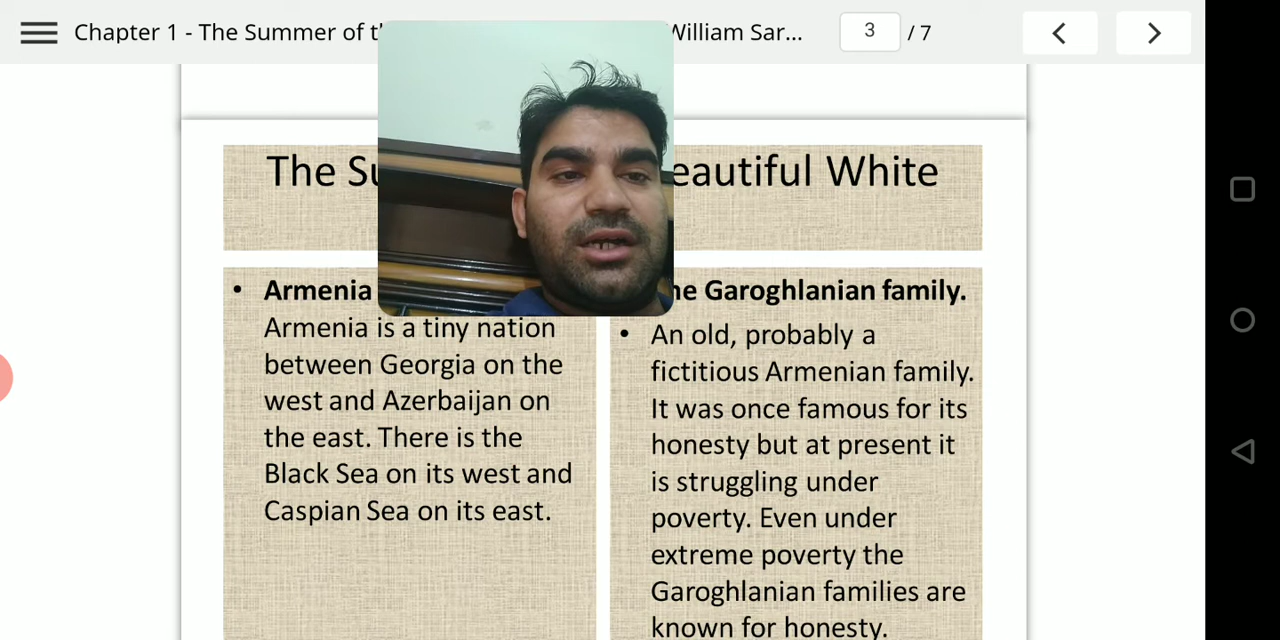 Chapter 1 - The Summer of t William Sar...
3 / 7
The Su eautiful White
• Armenia
Armenia is a tiny nation
between Georgia on the
west and Azerbaijan on
the east. There is the
Black Sea on its west and
Caspian Sea on its east.
he Garoghlanian family.
• An old, probably a
fictitious Armenian family.
It was once famous for its
honesty but at present it
is struggling under
poverty. Even under
extreme poverty the
Garoghlanian families are
known for honesty.